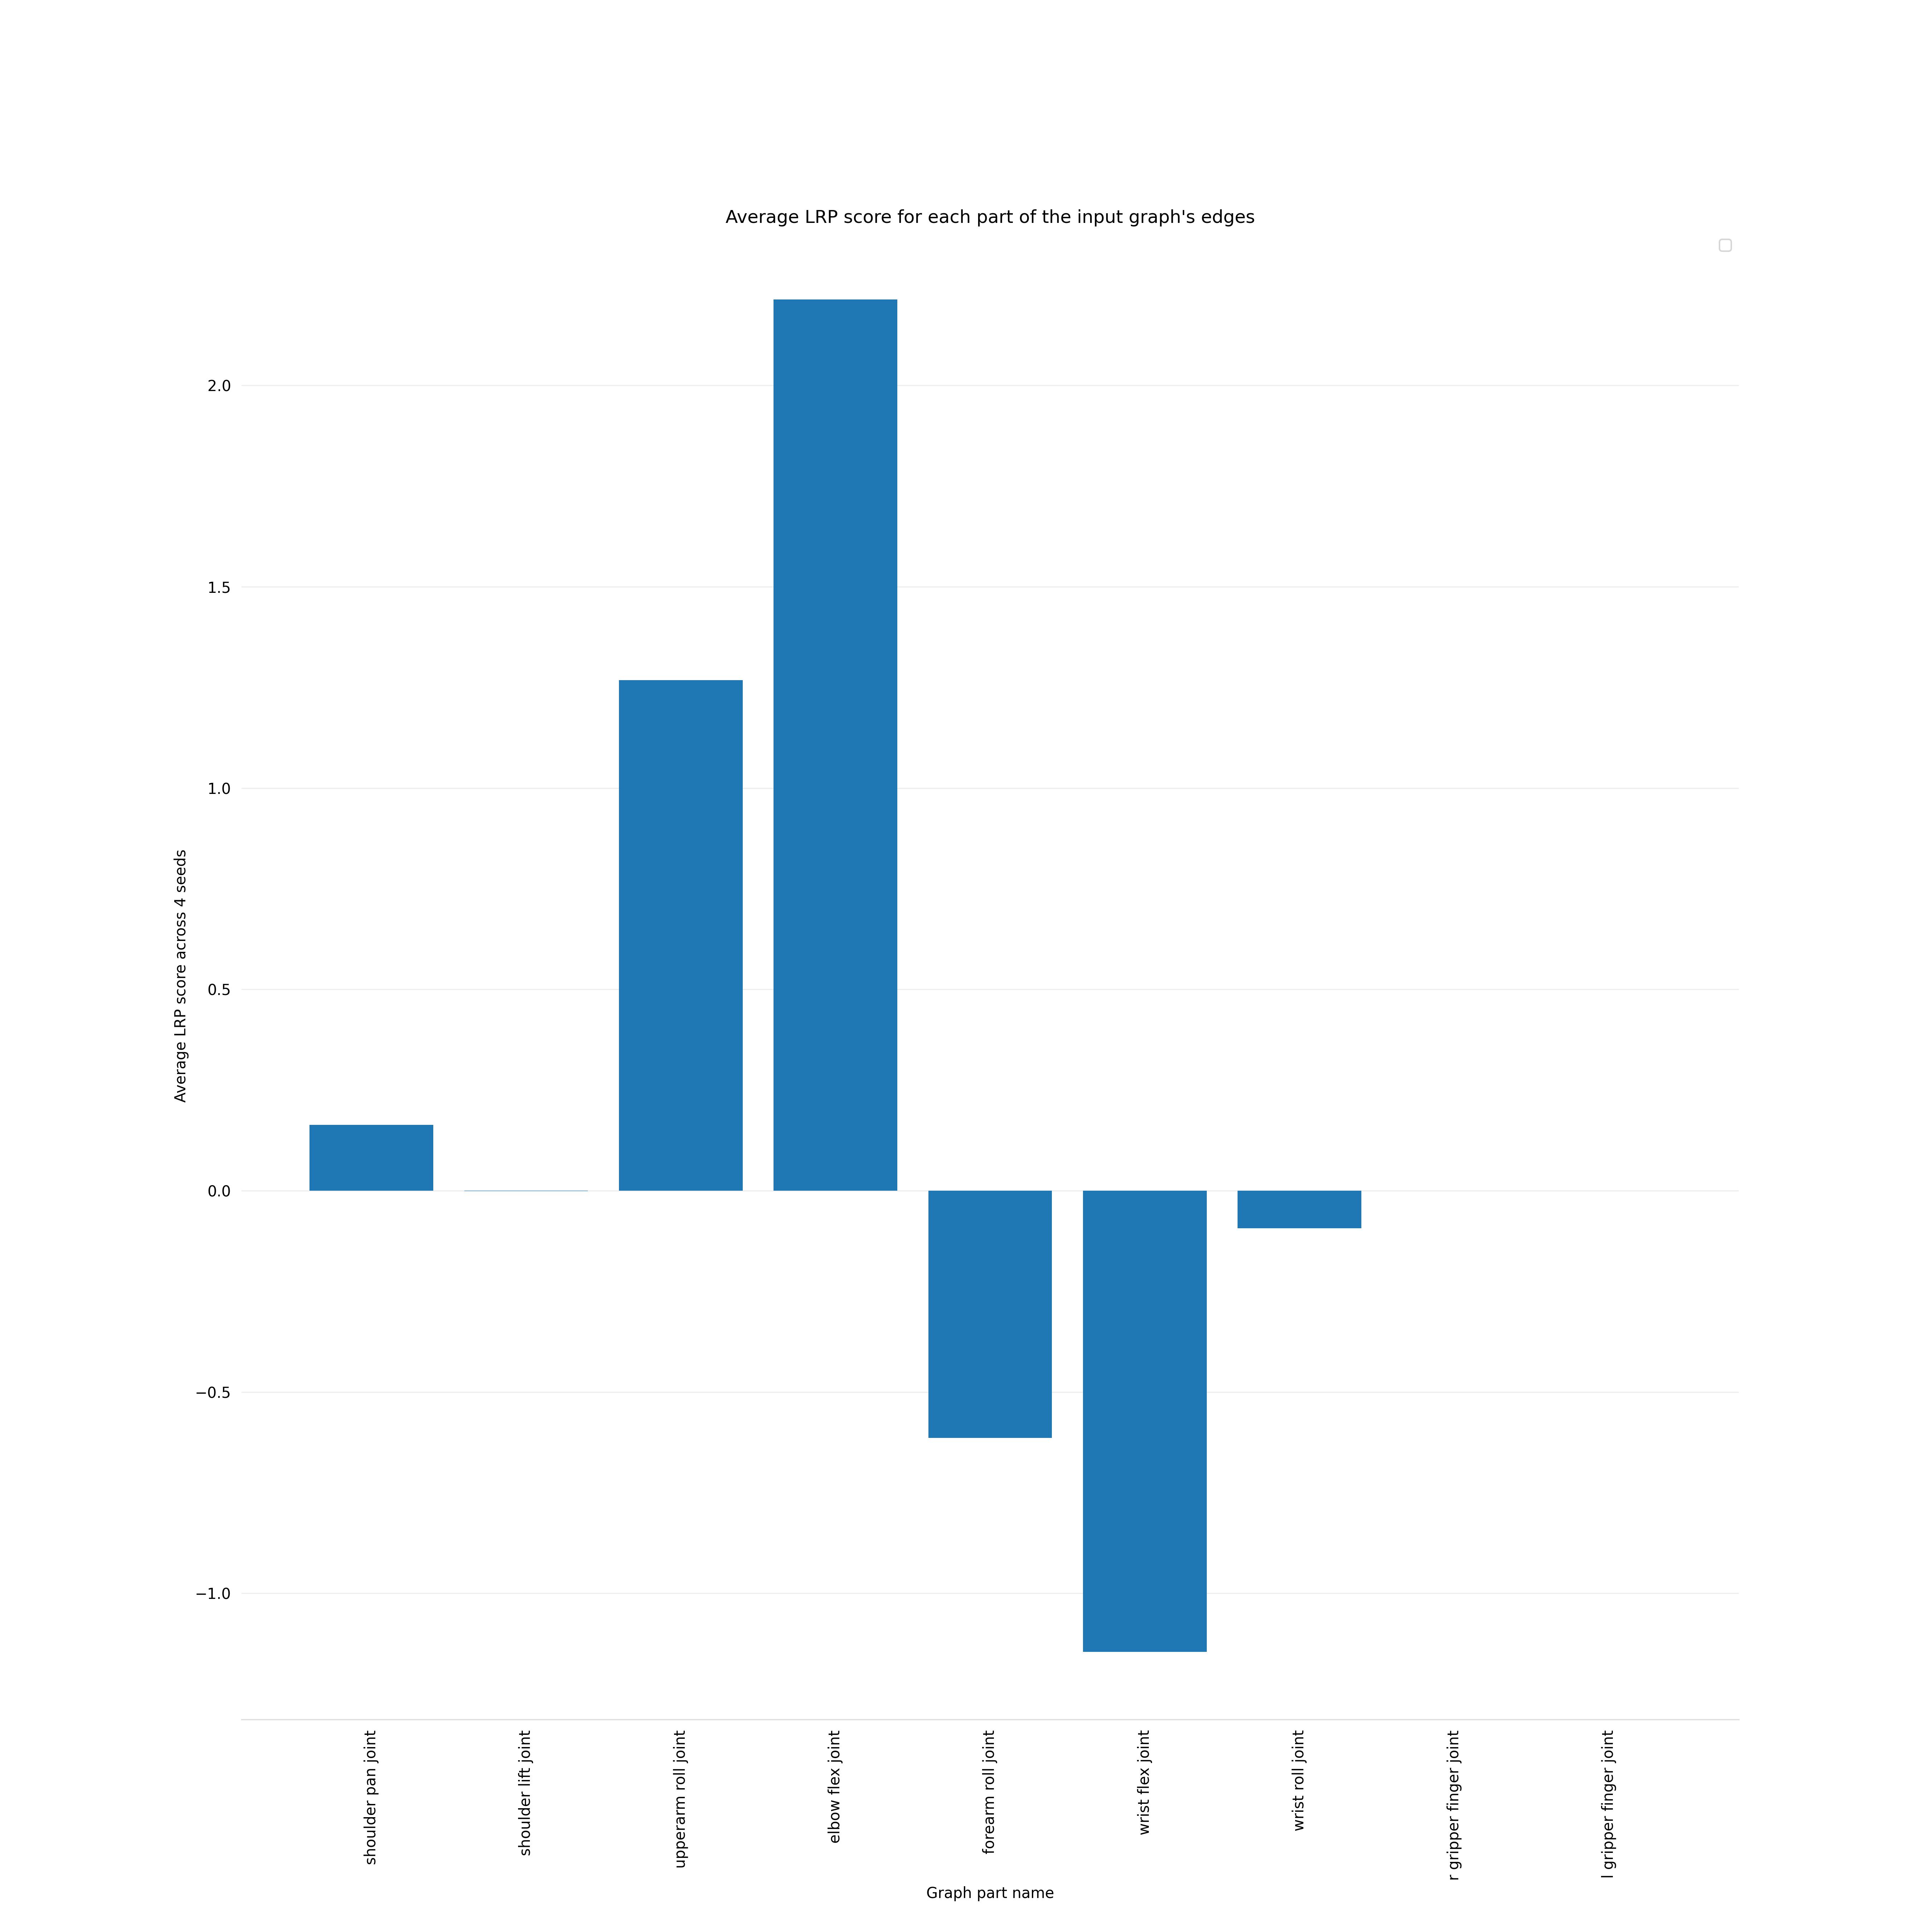 Average LRP score for each part of the input graph's edges
Average LRP score across 4 seeds
2.0
1.5
1.0
0.5
0.0
−0.5
−1.0
shoulder pan joint
shoulder lift joint
upperarm roll joint
elbow flex joint
forearm roll joint
wrist flex joint
wrist roll joint
r gripper finger joint
l gripper finger joint
Graph part name